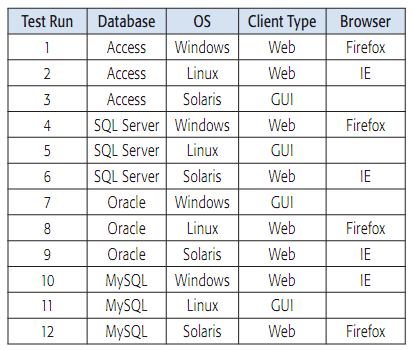 Test Run Database OS Client Type Browser
1 Access Windows Web Firefox
2 Access Linux Web IE
3 Access Solaris GUI
4 SQL Server Windows Web Firefox
5 SQL Server Linux GUI
6 SQL Server Solaris Web IE
7 Oracle Windows GUI
8 Oracle Linux Web Firefox
9 Oracle Solaris Web IE
10 MySQL Windows Web IE
11 MySQL Linux GUI
12 MySQL Solaris Web Firefox